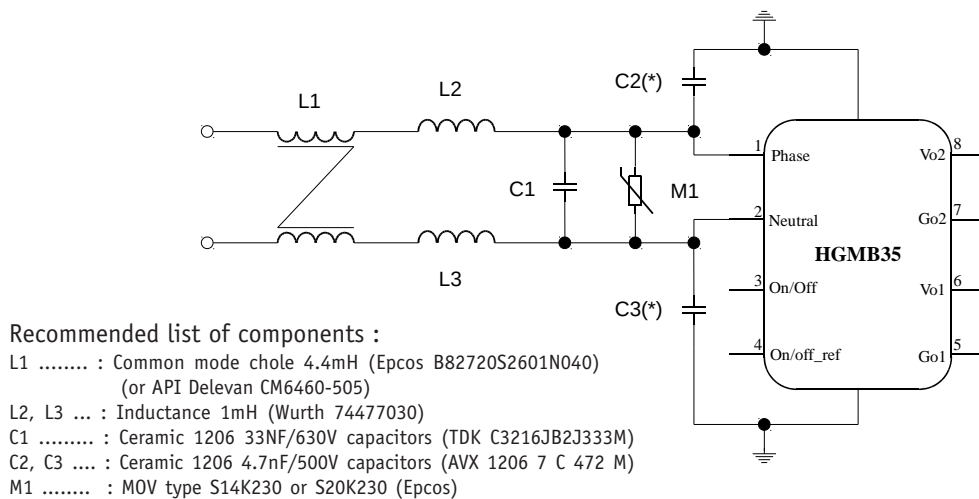 C2(*)
L1
L2
C1
M1
L3
C3(*)
1
Phase
2
Neutral
3
On/Off
4
On/off_ref
HGMB35
8
Vo2
7
Go2
6
Vo1
5
Go1
Recommended list of components :
L1 ........ : Common mode chole 4.4mH (Epcos B82720S2601N040)
(or API Delevan CM6460-505)
L2, L3 ... : Inductance 1mH (Wurth 74477030)
C1 ......... : Ceramic 1206 33NF/630V capacitors (TDK C3216JB2J333M)
C2, C3 .... : Ceramic 1206 4.7nF/500V capacitors (AVX 1206 7 C 472 M)
M1 ........ : MOV type S14K230 or S20K230 (Epcos)